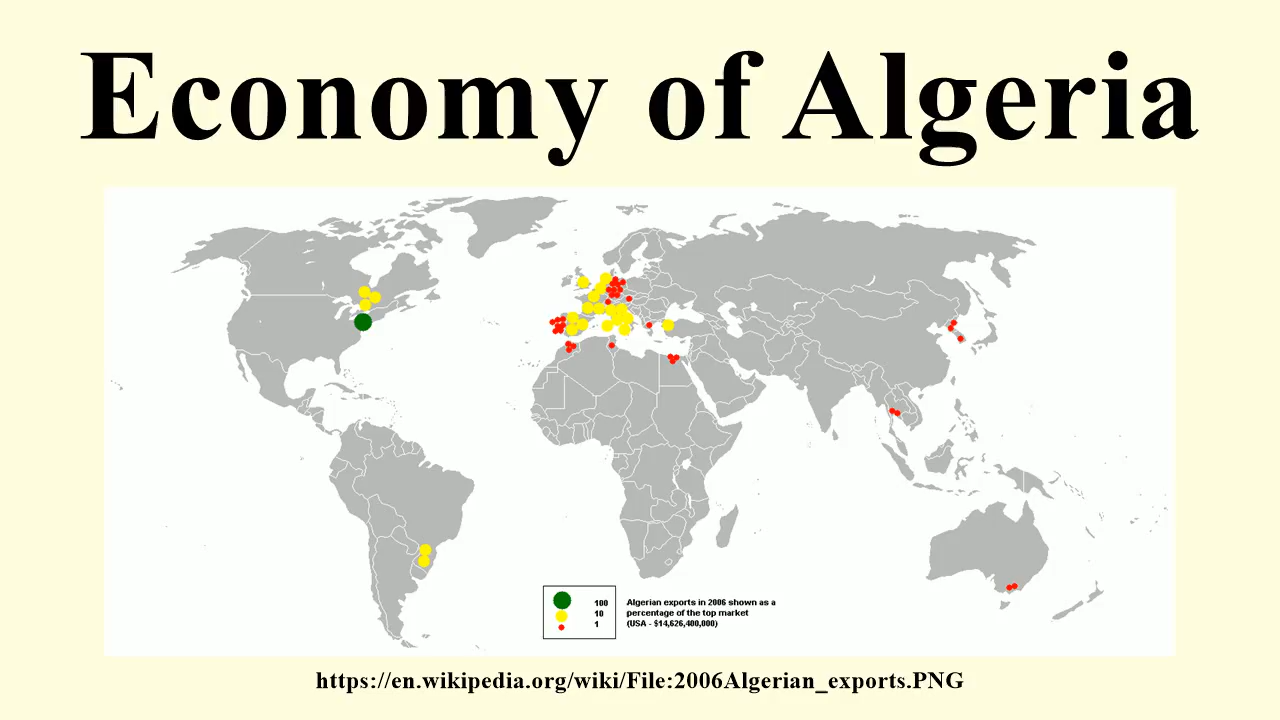 Economy of Algeria
100
10
1
Algerian exports in 2006 shown as a
percentage of the top market
(USA - $14,626,400,000)
https://en.wikipedia.org/wiki/File:2006Algerian_exports.PNG